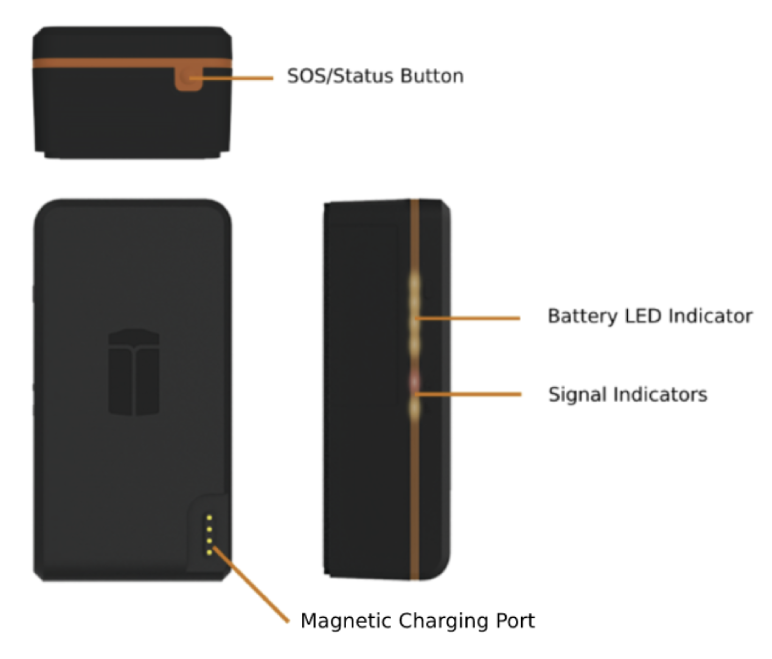 SOS/Status Button
Battery LED Indicator
Signal Indicators
Magnetic Charging Port